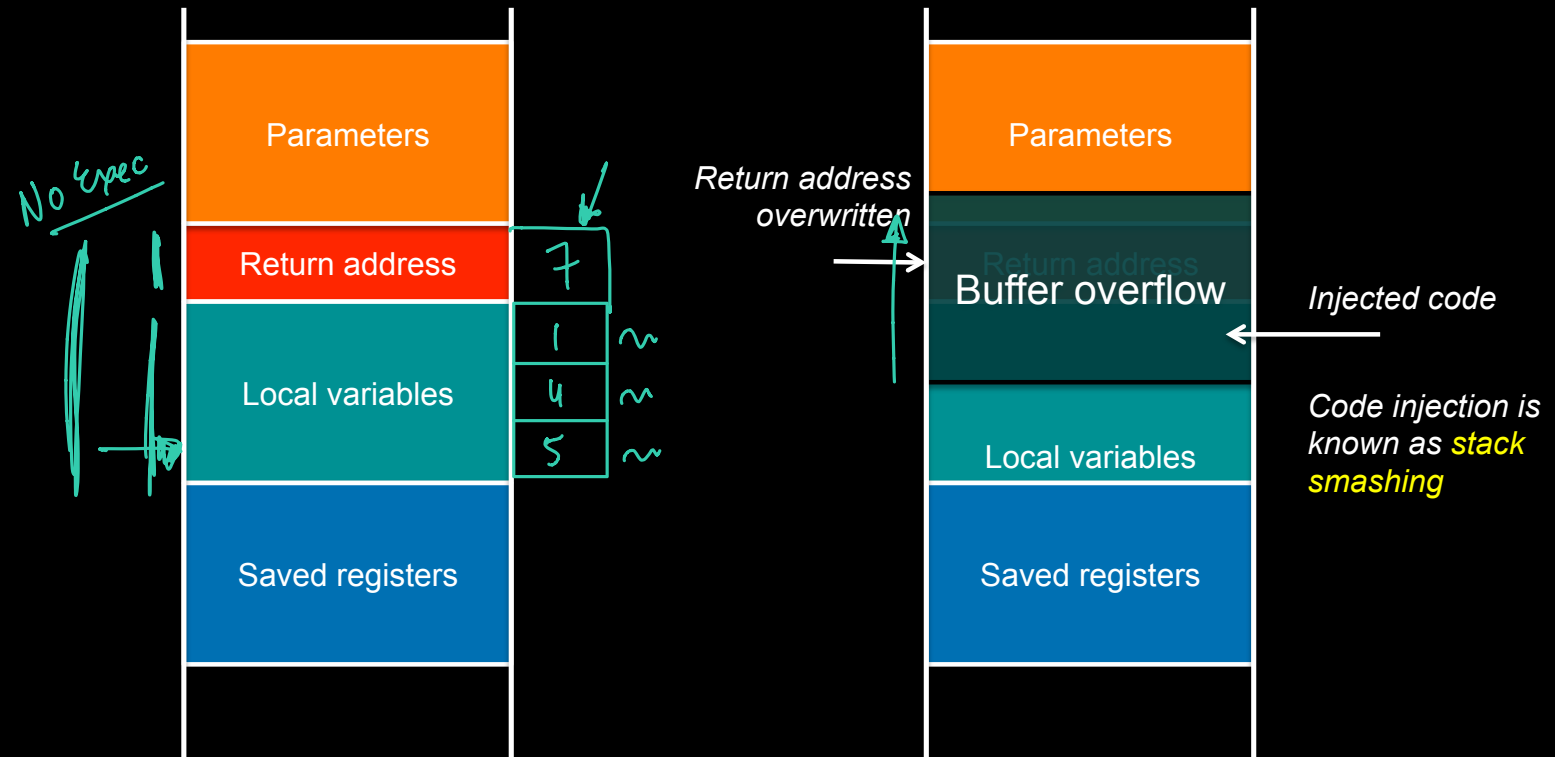 No Exec
Parameters
Return address
Local variables
Saved registers
7
1
4
5
Return address
overwritten
Parameters
Return address
Buffer overflow
Local variables
Saved registers
Injected code
Code injection is
known as stack
smashing